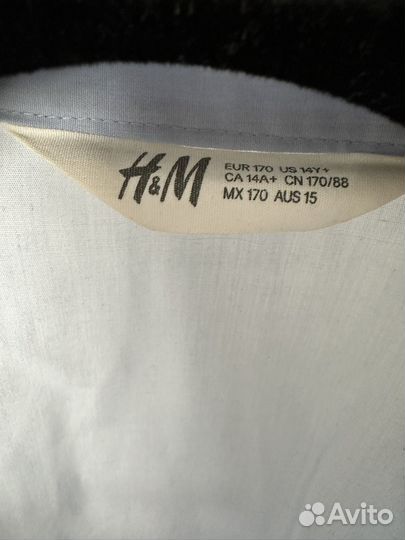 H&M
EUR 170 US 14Y+
CA 14A+ CN 170/88
MX 170 AUS 15
Avito